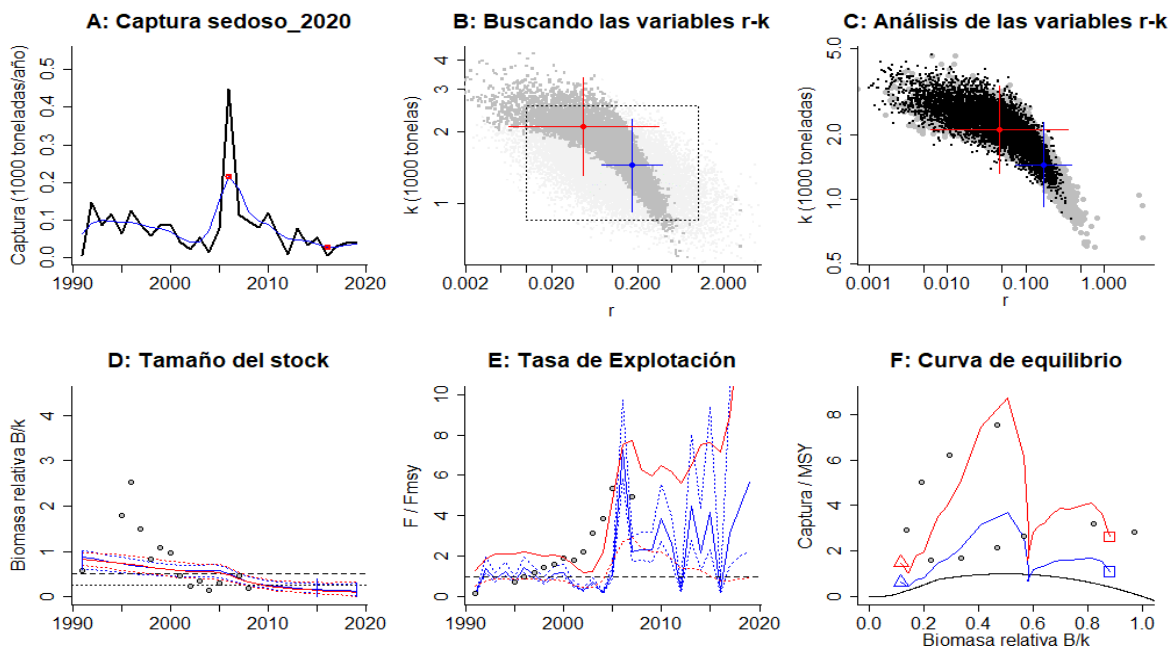 A: Captura sedoso_2020
Captura (1000 toneladas/año)
0.5
0.4
0.3
0.2
0.1
0.0
1990 2000 2010 2020
B: Buscando las variables r-k
k (1000 tonelas)
4
3
2
1
0.002 0.020 0.200 2.000
r
C: Análisis de las variables r-k
k (1000 toneladas)
5.0
2.0
1.0
0.5
0.001 0.010 0.100 1.000
r
D: Tamaño del stock
Biomasa relativa B/k
4
3
2
1
0
1990 2000 2010 2020
E: Tasa de Explotación
F / Fmsy
10
8
6
4
2
0
1990 2000 2010 2020
F: Curva de equilibrio
Captura / MSY
8
6
4
2
0
0.0 0.2 0.4 0.6 0.8 1.0
Biomasa relativa B/k